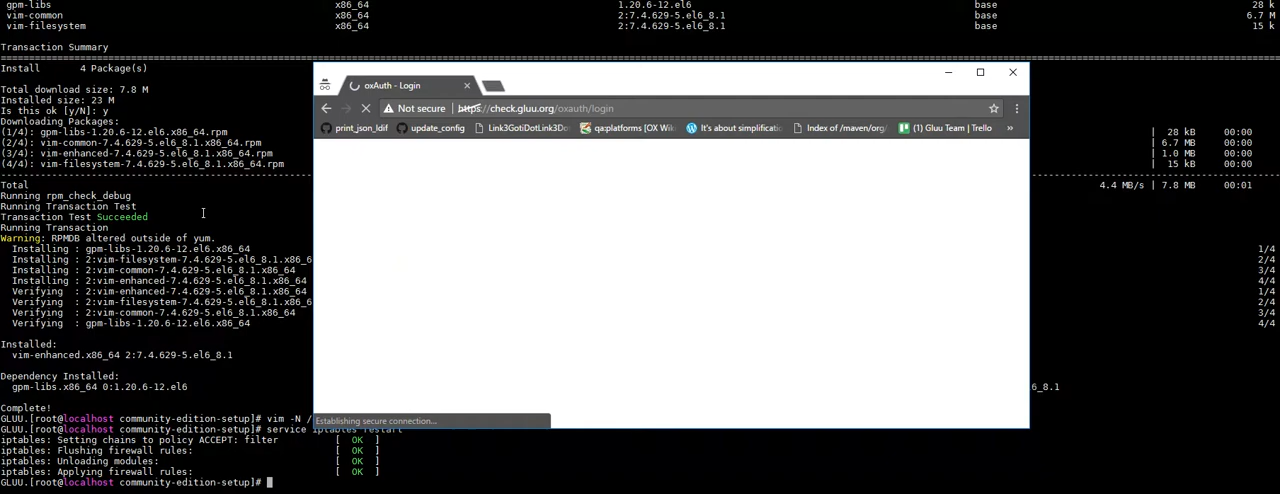 gpm-libs x86_64 1.20.6-12.el6 base 28 k
vim-common x86_64 2:7.4.629-5.el6_8.1 base 6.7 M
vim-filesystem x86_64 2:7.4.629-5.el6_8.1 base 15 k
Transaction Summary
Install 4 Package(s)
Total download size: 7.8 M
Installed size: 23 M
Is this ok [y/N]: y
Downloading Packages:
(1/4): gpm-libs-1.20.6-12.el6.x86_64.rpm | 28 kB 00:00
(2/4): vim-common-7.4.629-5.el6_8.1.x86_64.rpm | 6.7 MB 00:00
(3/4): vim-enhanced-7.4.629-5.el6_8.1.x86_64.rpm | 1.0 MB 00:00
(4/4): vim-filesystem-7.4.629-5.el6_8.1.x86_64.rpm | 15 kB 00:00
Total 4.4 MB/s | 7.8 MB 00:01
Running rpm_check_debug
Running Transaction Test
Transaction Test Succeeded
Running Transaction
Warning: RPMDB altered outside of yum.
Installing : gpm-libs-1.20.6-12.el6.x86_64 1/4
Installing : 2:vim-filesystem-7.4.629-5.el6_8.1.x86_6 2/4
Installing : 2:vim-common-7.4.629-5.el6_8.1.x86_64 3/4
Installing : 2:vim-enhanced-7.4.629-5.el6_8.1.x86_64 4/4
Verifying : 2:vim-enhanced-7.4.629-5.el6_8.1.x86_64 1/4
Verifying : 2:vim-filesystem-7.4.629-5.el6_8.1.x86_6 2/4
Verifying : 2:vim-common-7.4.629-5.el6_8.1.x86_64 3/4
Verifying : gpm-libs-1.20.6-12.el6.x86_64 4/4
Installed:
vim-enhanced.x86_64 2:7.4.629-5.el6_8.1
Dependency Installed:
gpm-libs.x86_64 0:1.20.6-12.el6 6_8.1
Complete!
GLUU.[root@localhost community-edition-setup]# vim -N /
GLUU.[root@localhost community-edition-setup]# service iptables restart
iptables: Setting chains to policy ACCEPT: filter [ OK ]
iptables: Flushing firewall rules: [ OK ]
iptables: Unloading modules: [ OK ]
iptables: Applying firewall rules: [ OK ]
GLUU.[root@localhost community-edition-setup]#
oxAuth - Login
Not secure | https://check.gluu.org/oxauth/login
print_json_ldif update_config Link3GotiDotLink3Do qa:platforms [OX Wik It's about simplificatio Index of /maven/org/ (1) Gluu Team | Trello »
Establishing secure connection...